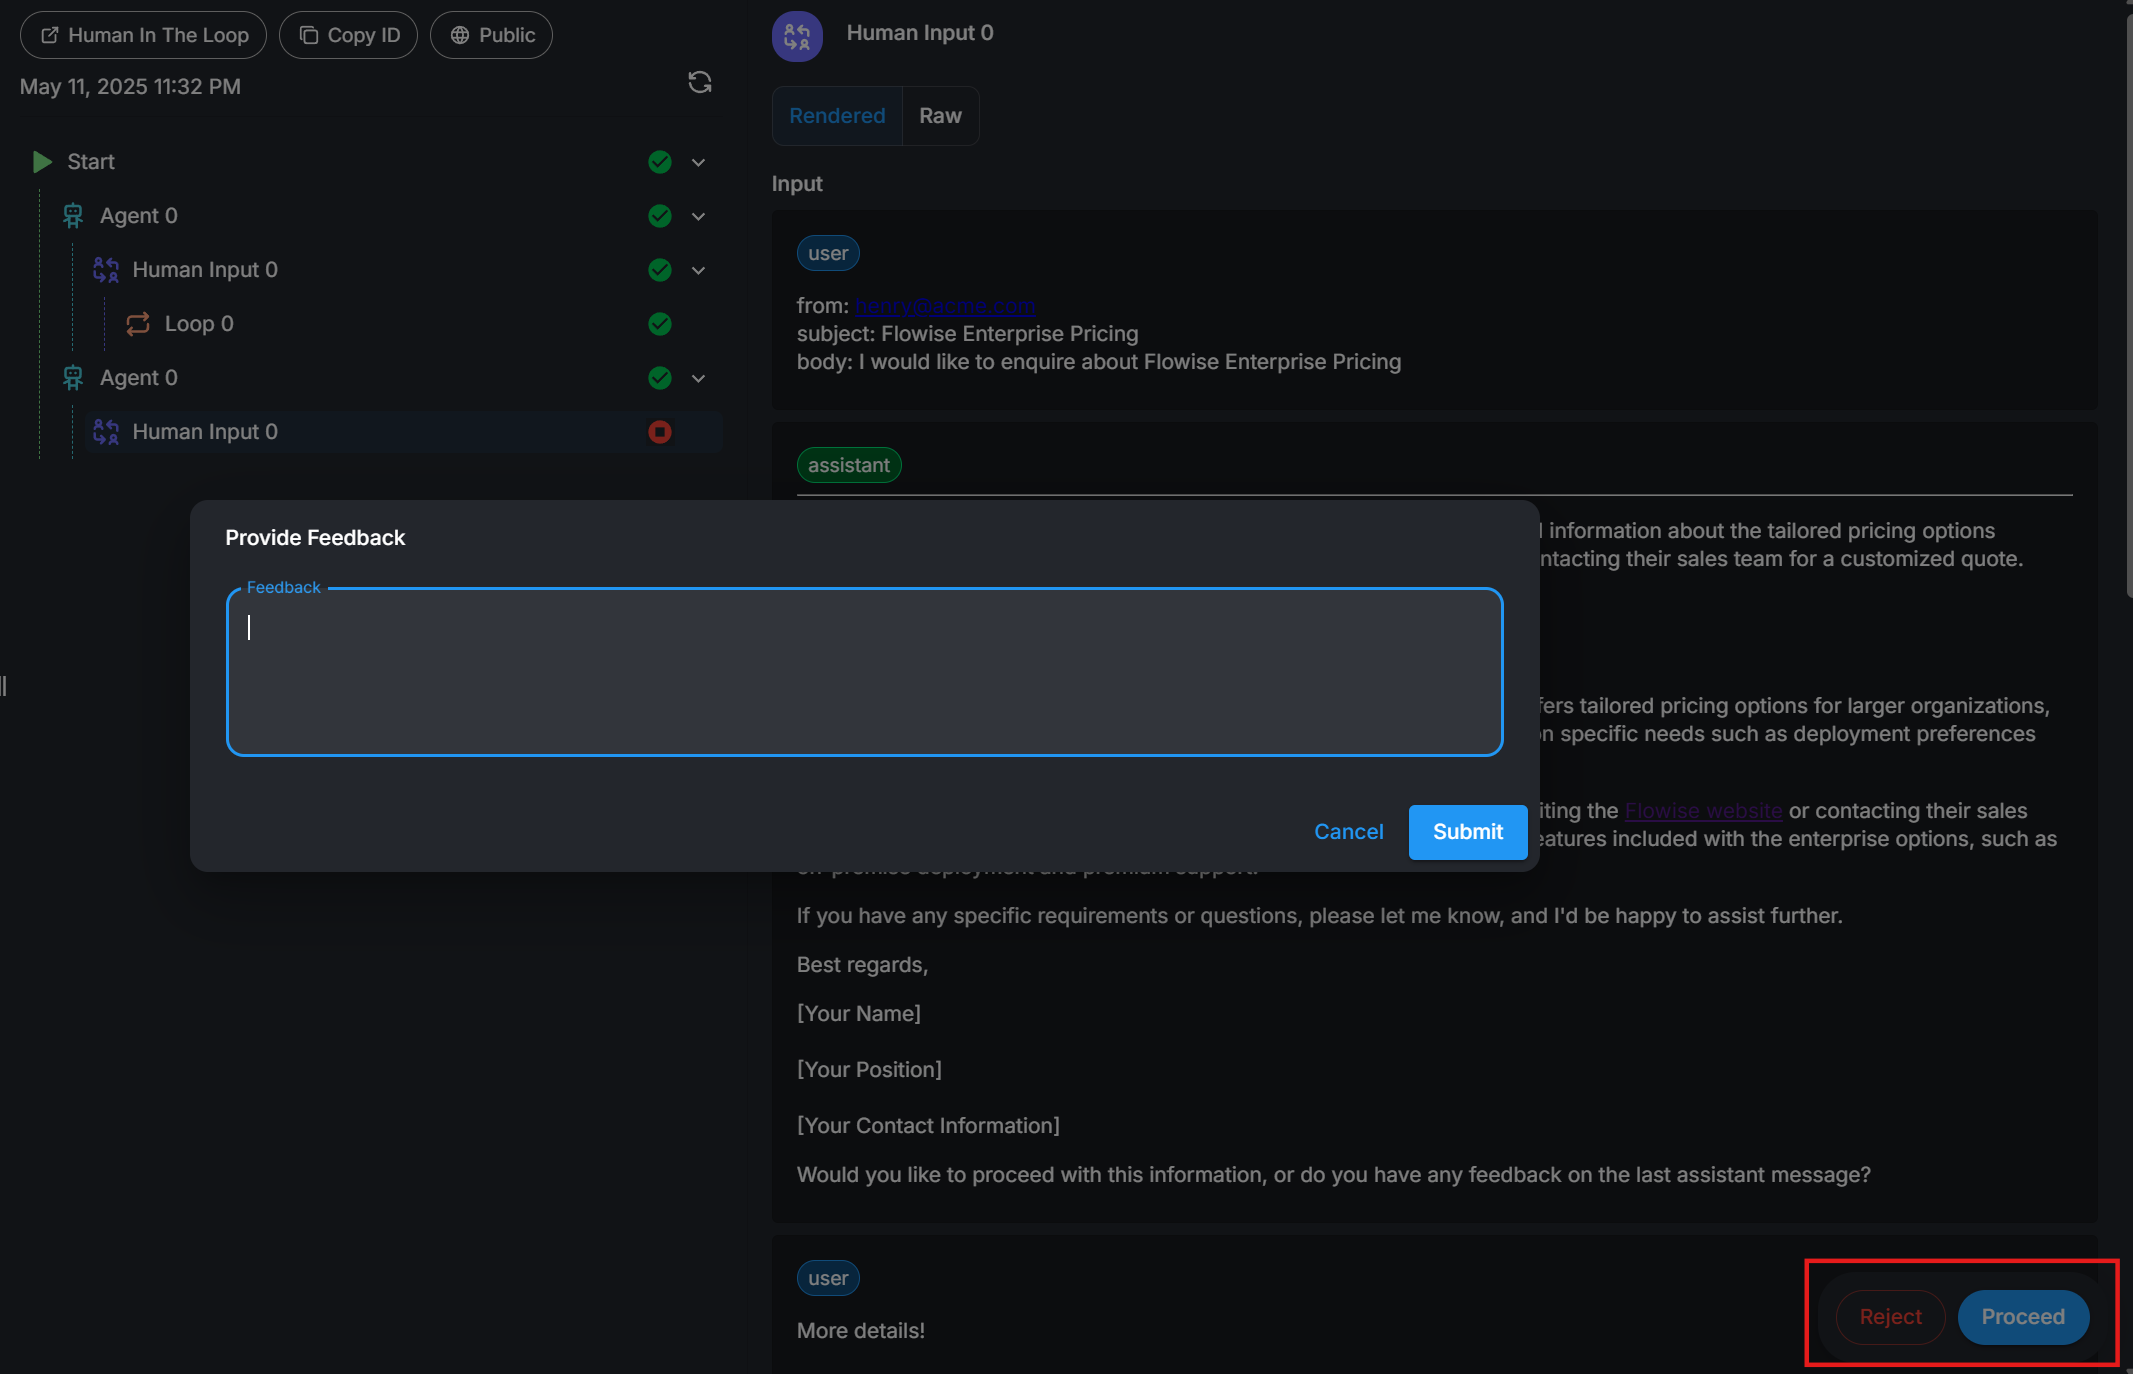 Human In The Loop
Copy ID
Public
May 11, 2025 11:32 PM
Start
Agent 0
Human Input 0
Loop 0
Agent 0
Human Input 0
Human Input 0
Rendered
Raw
Input
user
from: henry@acme.com
subject: Flowise Enterprise Pricing
body: I would like to enquire about Flowise Enterprise Pricing
assistant
information about the tailored pricing options
ntacting their sales team for a customized quote.
Provide Feedback
Feedback
Cancel
Submit
fers tailored pricing options for larger organizations,
n specific needs such as deployment preferences
iting the Flowise website or contacting their sales
eatures included with the enterprise options, such as
on-premise deployment and premium support.
If you have any specific requirements or questions, please let me know, and I'd be happy to assist further.
Best regards,
[Your Name]
[Your Position]
[Your Contact Information]
Would you like to proceed with this information, or do you have any feedback on the last assistant message?
user
More details!
Reject
Proceed